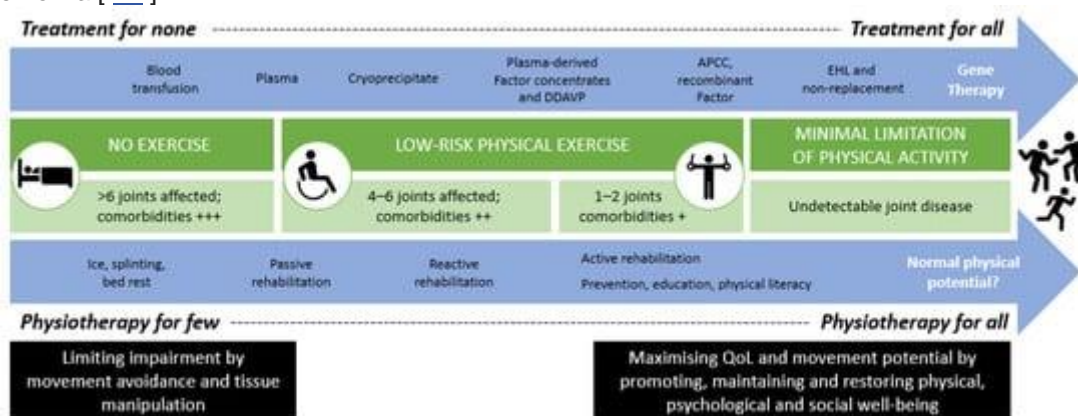 Treatment for none
Treatment for all
Blood
transfusion
Plasma
Cryoprecipitate
Plasma-derived
Factor concentrates
and DDAVP
APCC,
recombinant
Factor
EHL and
non-replacement
Gene
Therapy
NO EXERCISE
LOW-RISK PHYSICAL EXERCISE
MINIMAL LIMITATION
OF PHYSICAL ACTIVITY
>6 joints affected;
comorbidities +++
4–6 joints affected;
comorbidities ++
1–2 joints
comorbidities +
Undetectable joint disease
Ice, splinting,
bed rest
Passive
rehabilitation
Reactive
rehabilitation
Active rehabilitation
Prevention, education, physical literacy
Normal physical
potential?
Physiotherapy for few
Physiotherapy for all
Limiting impairment by
movement avoidance and tissue
manipulation
Maximising QoL and movement potential by
promoting, maintaining and restoring physical,
psychological and social well-being